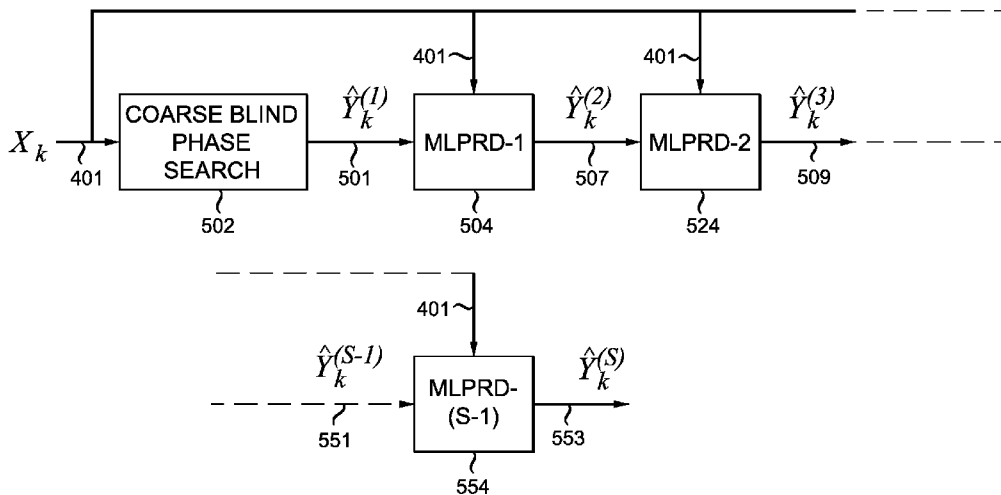 401 401
X_k COARSE BLIND PHASE SEARCH Ŷ_k^(1) MLPRD-1 Ŷ_k^(2) MLPRD-2 Ŷ_k^(3)
401 501 507 509
502 504 524
401
Ŷ_k^(S-1) MLPRD-(S-1) Ŷ_k^(S)
551 553
554